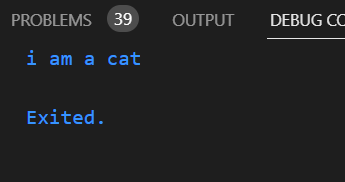 PROBLEMS 39 OUTPUT DEBUG CO
i am a cat
Exited.